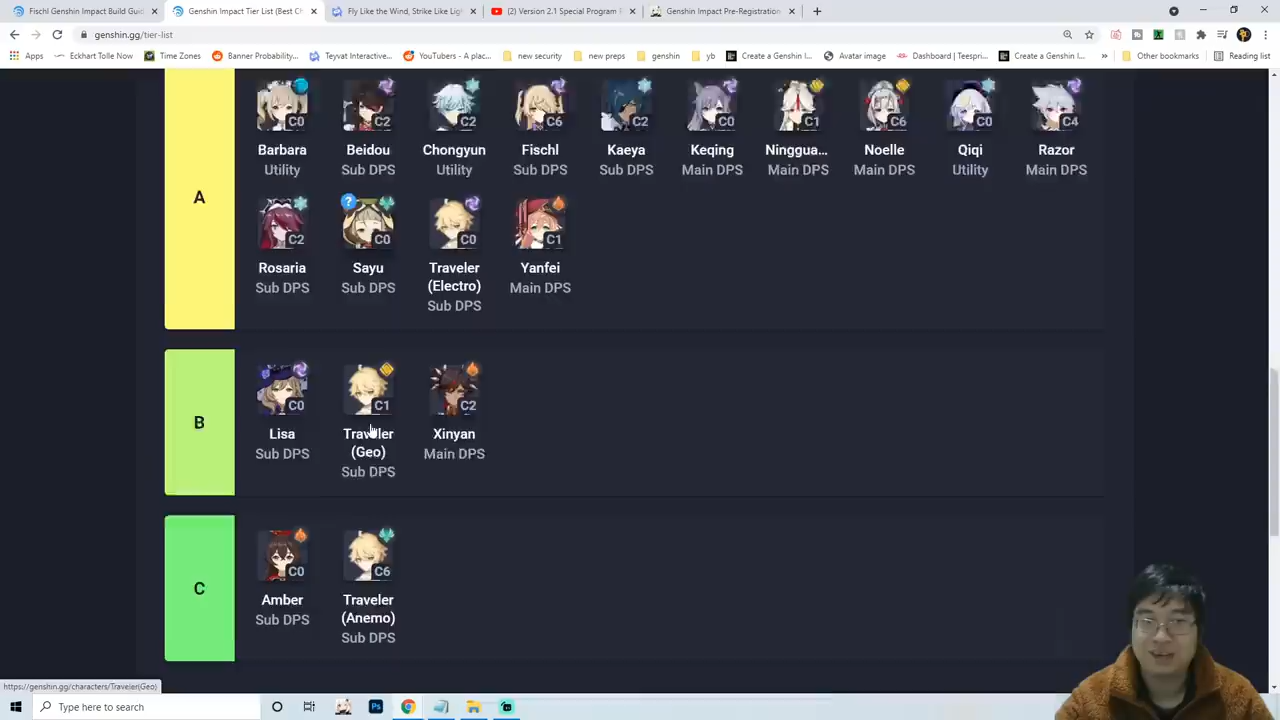 Fischl Genshin Impact Build Guid
Genshin Impact Tier List (Best C
Fly Like the Wind, Strike Like Lig
(2) Version 2.1 Special Program
Genshin Impact Pre-Registration
genshin.gg/tier-list
Apps
Eckhart Tolle Now
Time Zones
Banner Probability...
Teyvat Interactive...
YouTubers - A plac...
new security
new preps
genshin
yb
Create a Genshin I...
Avatar image
Dashboard | Teespri...
Create a Genshin I...
Other bookmarks
Reading list
A
C0
C2
C2
C6
C2
C0
C1
C6
C0
C4
Barbara
Beidou
Chongyun
Fischl
Kaeya
Keqing
Ninggua...
Noelle
Qiqi
Razor
Utility
Sub DPS
Utility
Sub DPS
Sub DPS
Main DPS
Main DPS
Main DPS
Utility
Main DPS
?
C2
C0
C0
C1
Rosaria
Sayu
Traveler
(Electro)
Yanfei
Sub DPS
Sub DPS
Sub DPS
Main DPS
B
C0
C1
C2
Lisa
Traveler
(Geo)
Xinyan
Sub DPS
Sub DPS
Main DPS
C
C0
C6
Amber
Traveler
(Anemo)
Sub DPS
Sub DPS
https://genshin.gg/characters/Traveler(Geo)
Type here to search
Ps